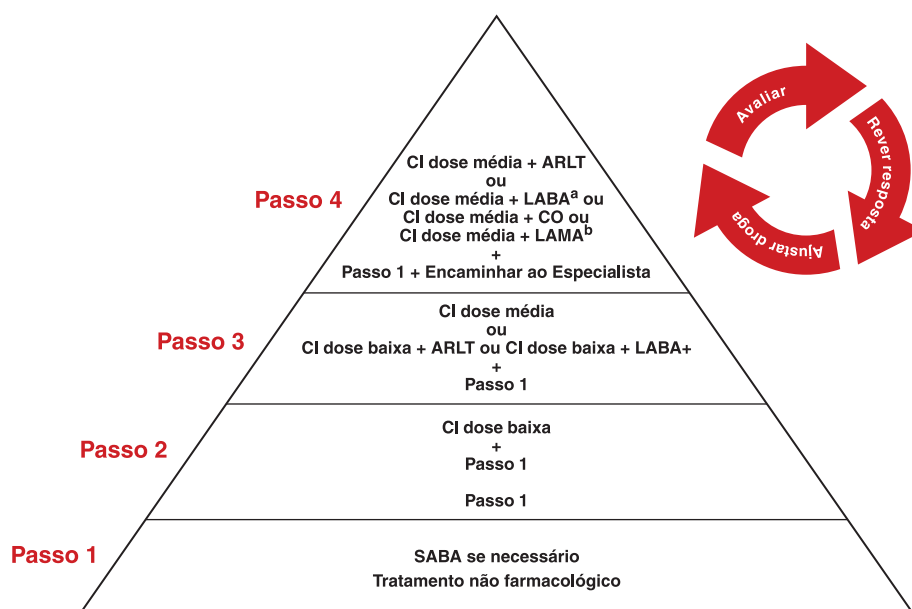 Avaliar
Rever resposta
Ajustar droga
Passo 4
CI dose média + ARLT
ou
CI dose média + LABAª ou
CI dose média + CO ou
CI dose média + LAMAᵇ
+
Passo 1 + Encaminhar ao Especialista
Passo 3
CI dose média
ou
CI dose baixa + ARLT ou CI dose baixa + LABA+
+
Passo 1
Passo 2
CI dose baixa
+
Passo 1
Passo 1
Passo 1
SABA se necessário
Tratamento não farmacológico